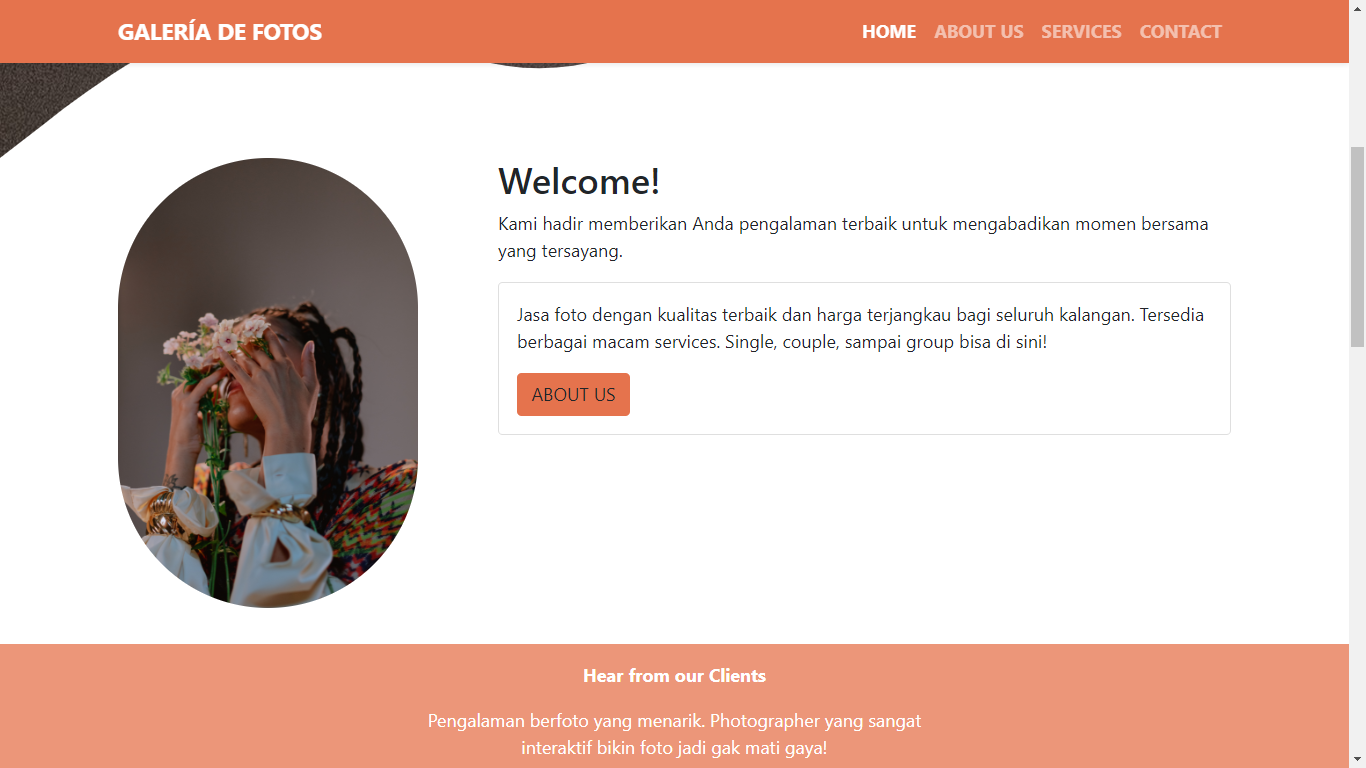 GALERÍA DE FOTOS
HOME ABOUT US SERVICES CONTACT
Welcome!
Kami hadir memberikan Anda pengalaman terbaik untuk mengabadikan momen bersama
yang tersayang.
Jasa foto dengan kualitas terbaik dan harga terjangkau bagi seluruh kalangan. Tersedia
berbagai macam services. Single, couple, sampai group bisa di sini!
ABOUT US
Hear from our Clients
Pengalaman berfoto yang menarik. Photographer yang sangat
interaktif bikin foto jadi gak mati gaya!